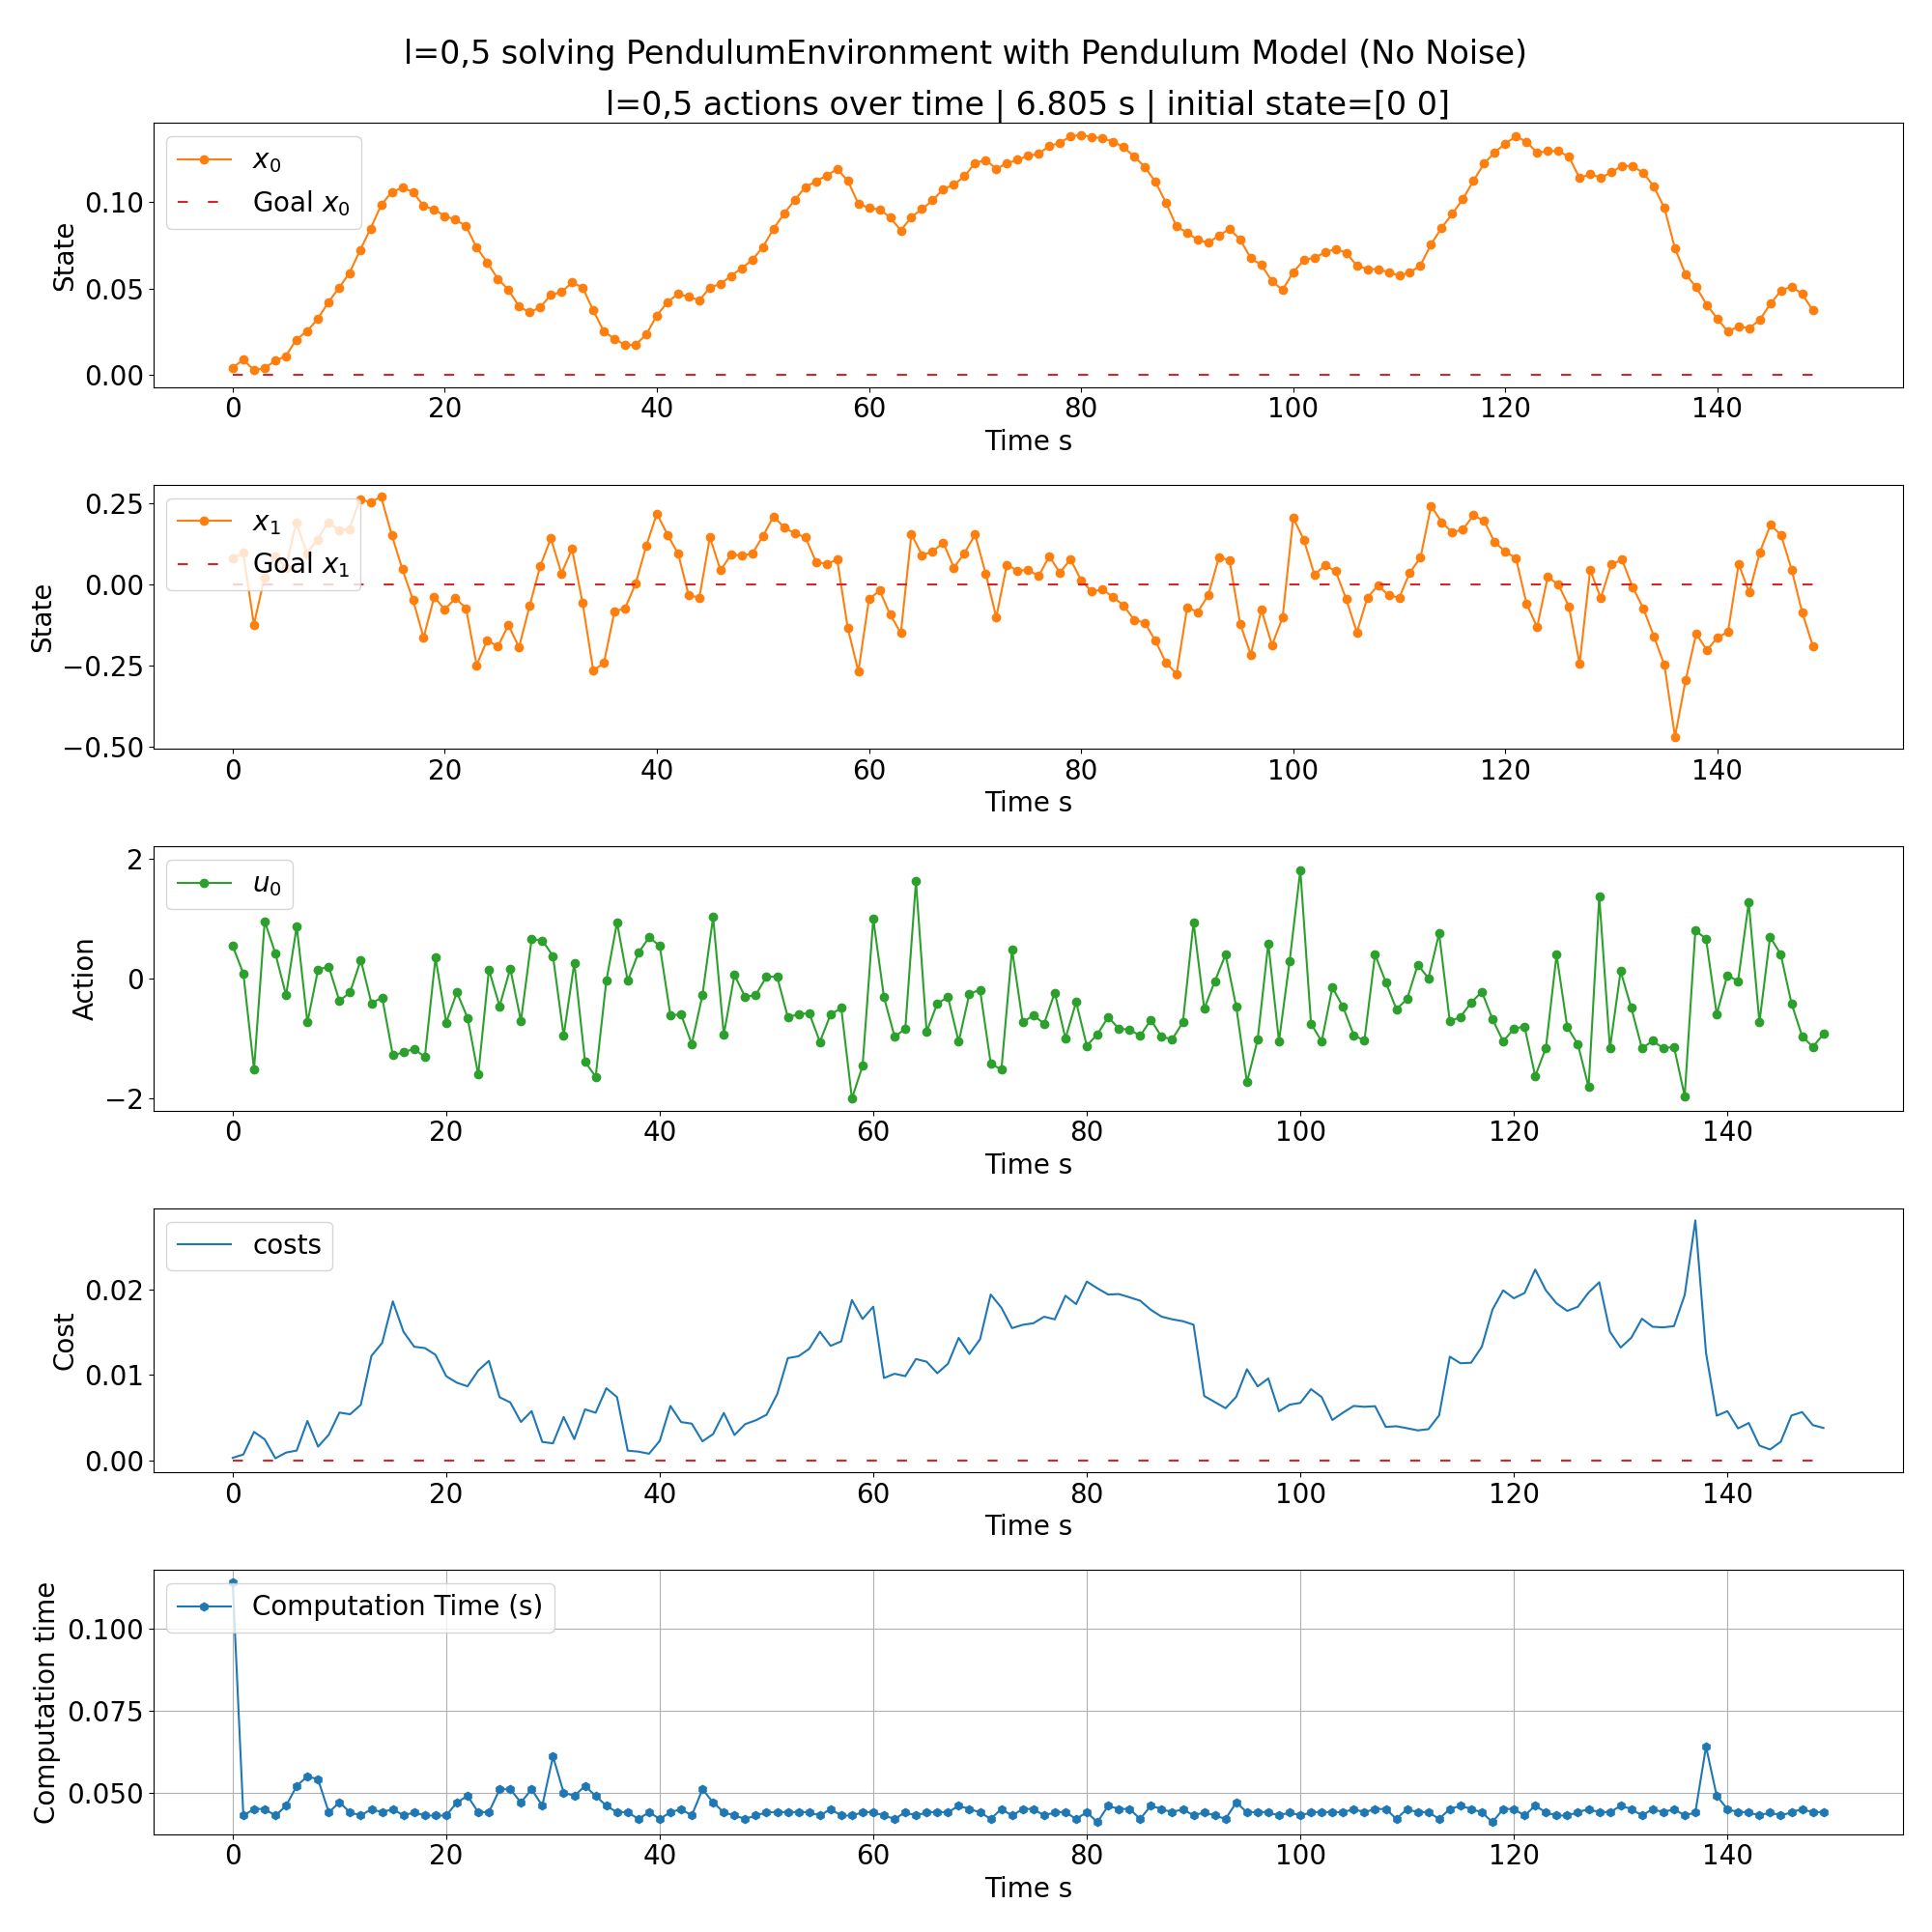 l=0,5 solving PendulumEnvironment with Pendulum Model (No Noise)
l=0,5 actions over time | 6.805 s | initial state=[0 0]
x₀
Goal x₀
State
0.10
0.05
0.00
0 20 40 60 80 100 120 140
Time s
x₁
Goal x₁
State
0.25
0.00
−0.25
−0.50
0 20 40 60 80 100 120 140
Time s
u₀
Action
2
0
−2
0 20 40 60 80 100 120 140
Time s
costs
Cost
0.02
0.01
0.00
0 20 40 60 80 100 120 140
Time s
Computation Time (s)
Computation time
0.100
0.075
0.050
0 20 40 60 80 100 120 140
Time s